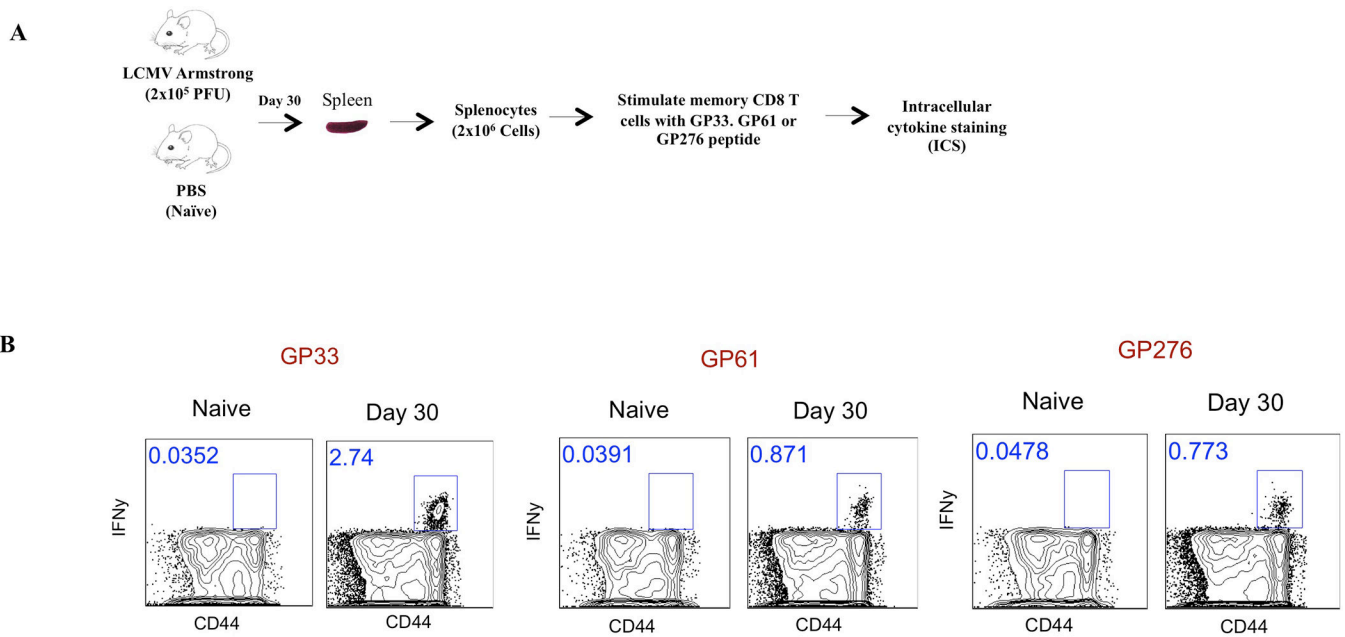 A
LCMV Armstrong
(2x10⁵ PFU)
PBS
(Naïve)
Day 30
Spleen
Splenocytes
(2x10⁶ Cells)
Stimulate memory CD8 T
cells with GP33. GP61 or
GP276 peptide
Intracellular
cytokine staining
(ICS)
B
GP33
Naive
Day 30
0.0352
2.74
IFNy
CD44
CD44
GP61
Naive
Day 30
0.0391
0.871
IFNy
CD44
CD44
GP276
Naive
Day 30
0.0478
0.773
IFNy
CD44
CD44